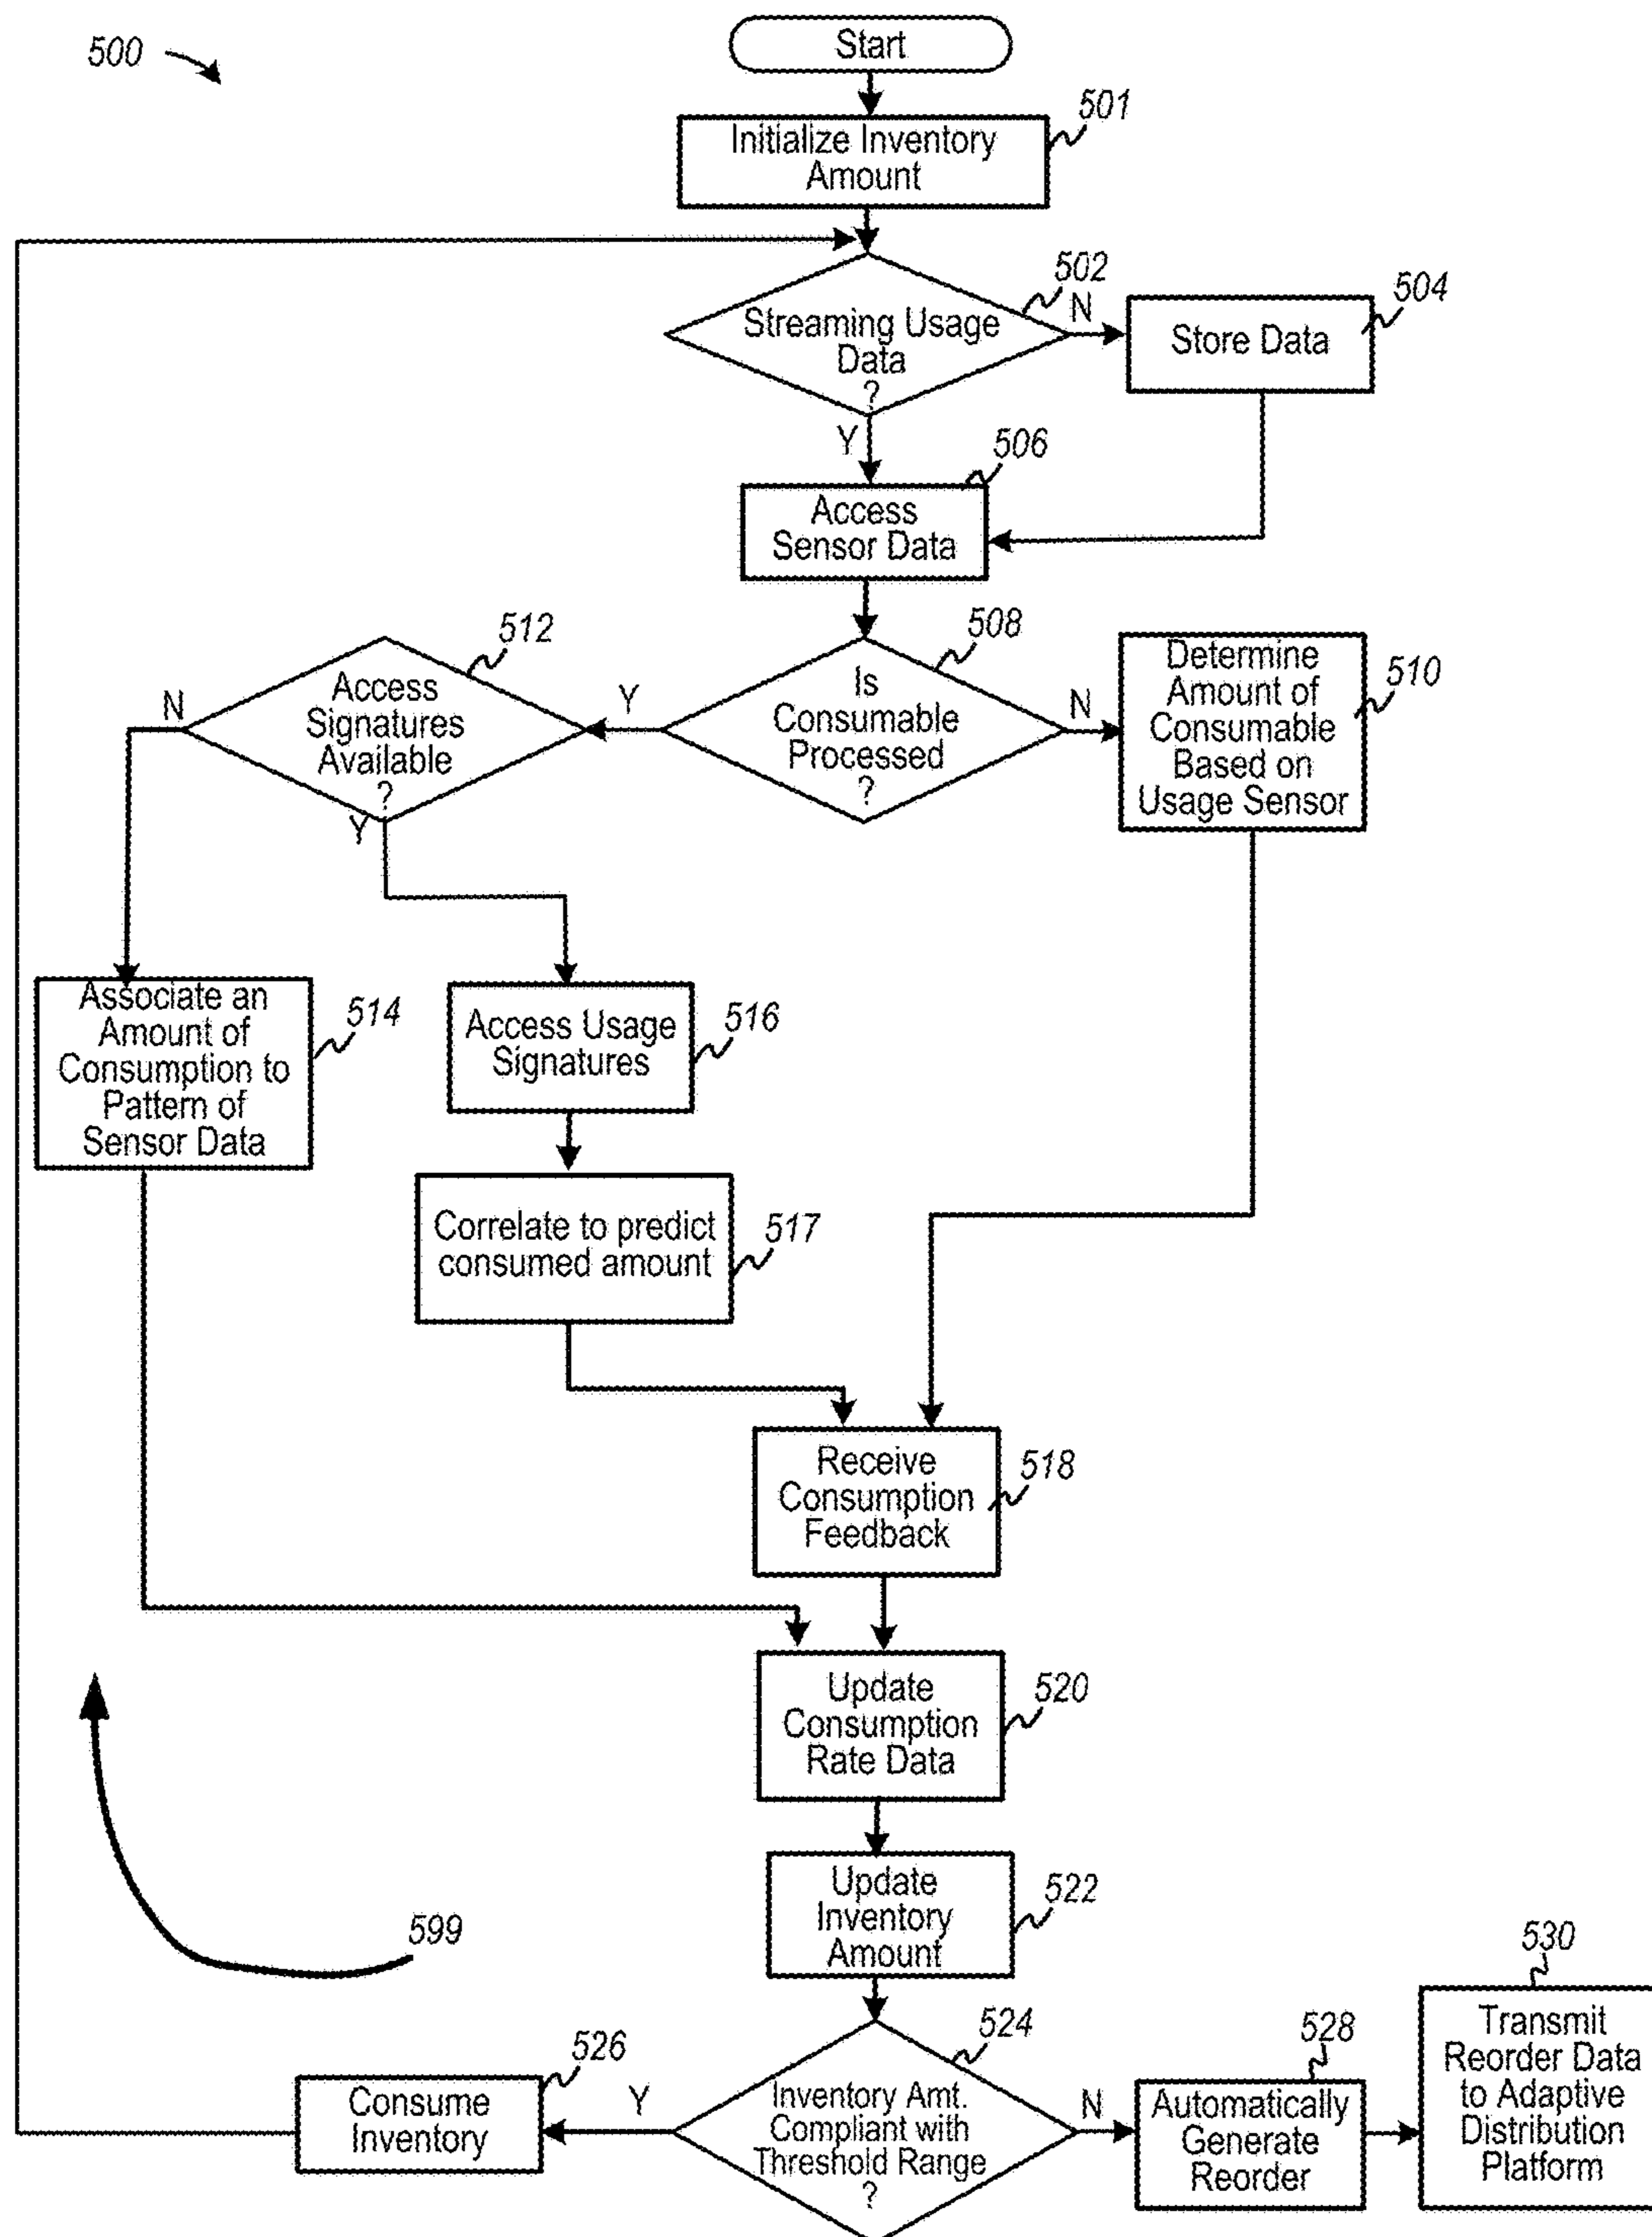 500
Start
501
Initialize Inventory
Amount
502
Streaming Usage
Data
?
N
Y
504
Store Data
506
Access
Sensor Data
508
Is
Consumable
Processed
?
Y
N
510
Determine
Amount of
Consumable
Based on
Usage Sensor
512
Access
Signatures
Available
?
N
Y
514
Associate an
Amount of
Consumption to
Pattern of
Sensor Data
516
Access Usage
Signatures
517
Correlate to predict
consumed amount
518
Receive
Consumption
Feedback
520
Update
Consumption
Rate Data
522
Update
Inventory
Amount
599
524
Inventory Amt.
Compliant with
Threshold Range
?
Y
N
526
Consume
Inventory
528
Automatically
Generate
Reorder
530
Transmit
Reorder Data
to Adaptive
Distribution
Platform